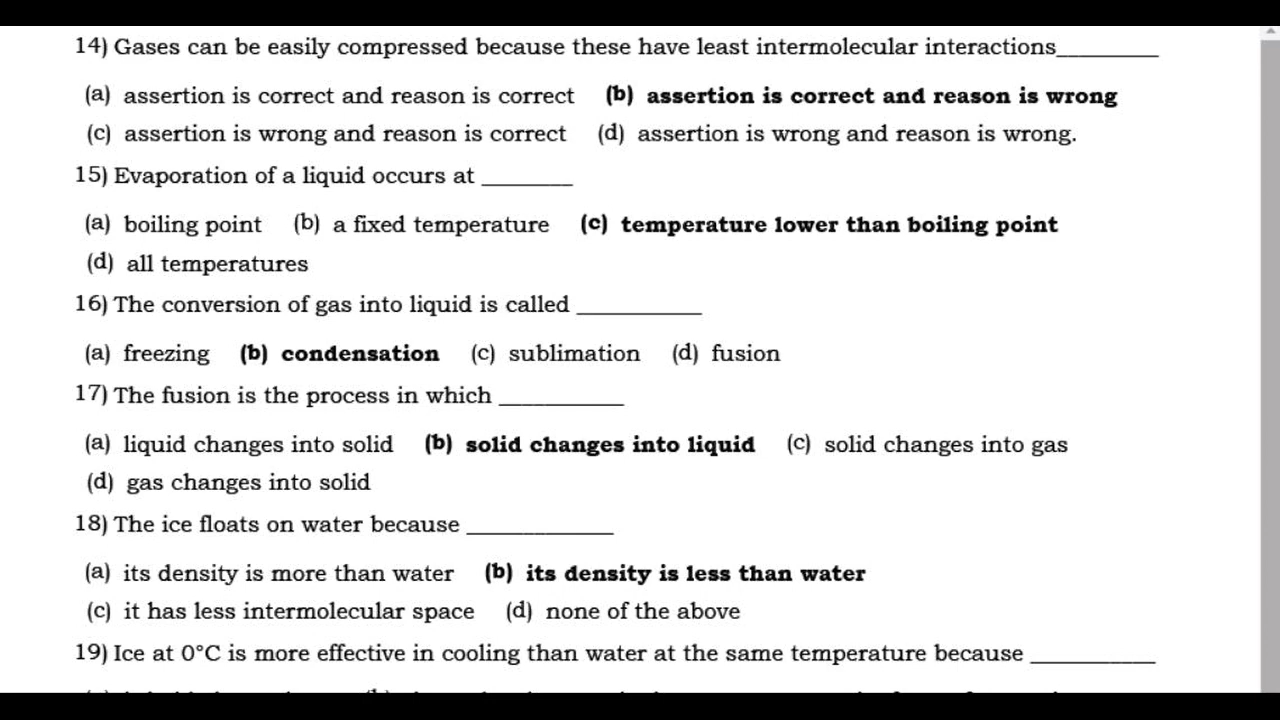 14) Gases can be easily compressed because these have least intermolecular interactions_________
(a) assertion is correct and reason is correct (b) assertion is correct and reason is wrong
(c) assertion is wrong and reason is correct (d) assertion is wrong and reason is wrong.
15) Evaporation of a liquid occurs at ________
(a) boiling point (b) a fixed temperature (c) temperature lower than boiling point
(d) all temperatures
16) The conversion of gas into liquid is called ___________
(a) freezing (b) condensation (c) sublimation (d) fusion
17) The fusion is the process in which ___________
(a) liquid changes into solid (b) solid changes into liquid (c) solid changes into gas
(d) gas changes into solid
18) The ice floats on water because _____________
(a) its density is more than water (b) its density is less than water
(c) it has less intermolecular space (d) none of the above
19) Ice at 0°C is more effective in cooling than water at the same temperature because ___________